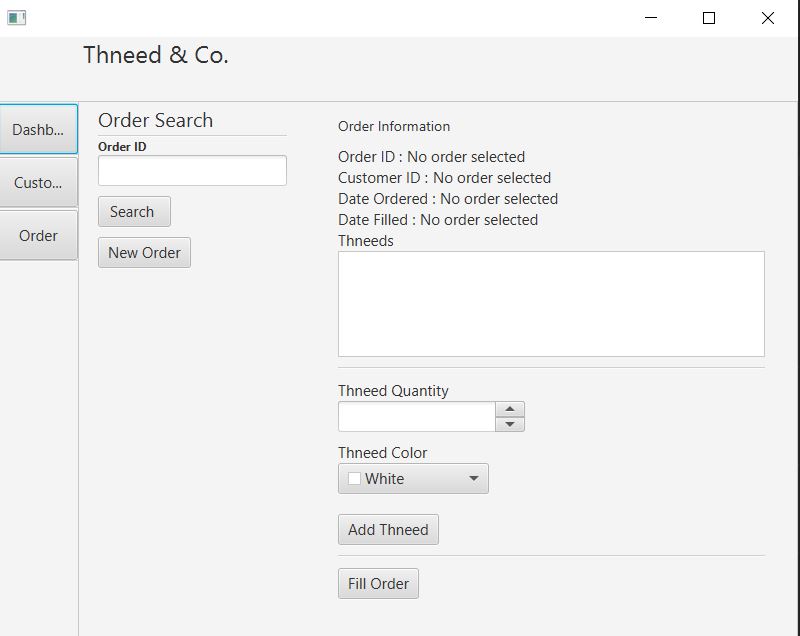 Thneed & Co.
Dashb...
Custo...
Order
Order Search
Order ID
Search
New Order
Order Information
Order ID : No order selected
Customer ID : No order selected
Date Ordered : No order selected
Date Filled : No order selected
Thneeds
Thneed Quantity
Thneed Color
White
Add Thneed
Fill Order